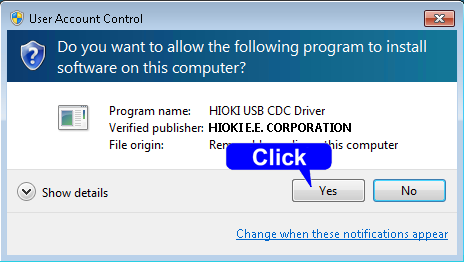 User Account Control
Do you want to allow the following program to install
software on this computer?
Program name: HIOKI USB CDC Driver
Verified publisher: HIOKI E.E. CORPORATION
File origin: this computer
Click
Show details
Yes
No
Change when these notifications appear